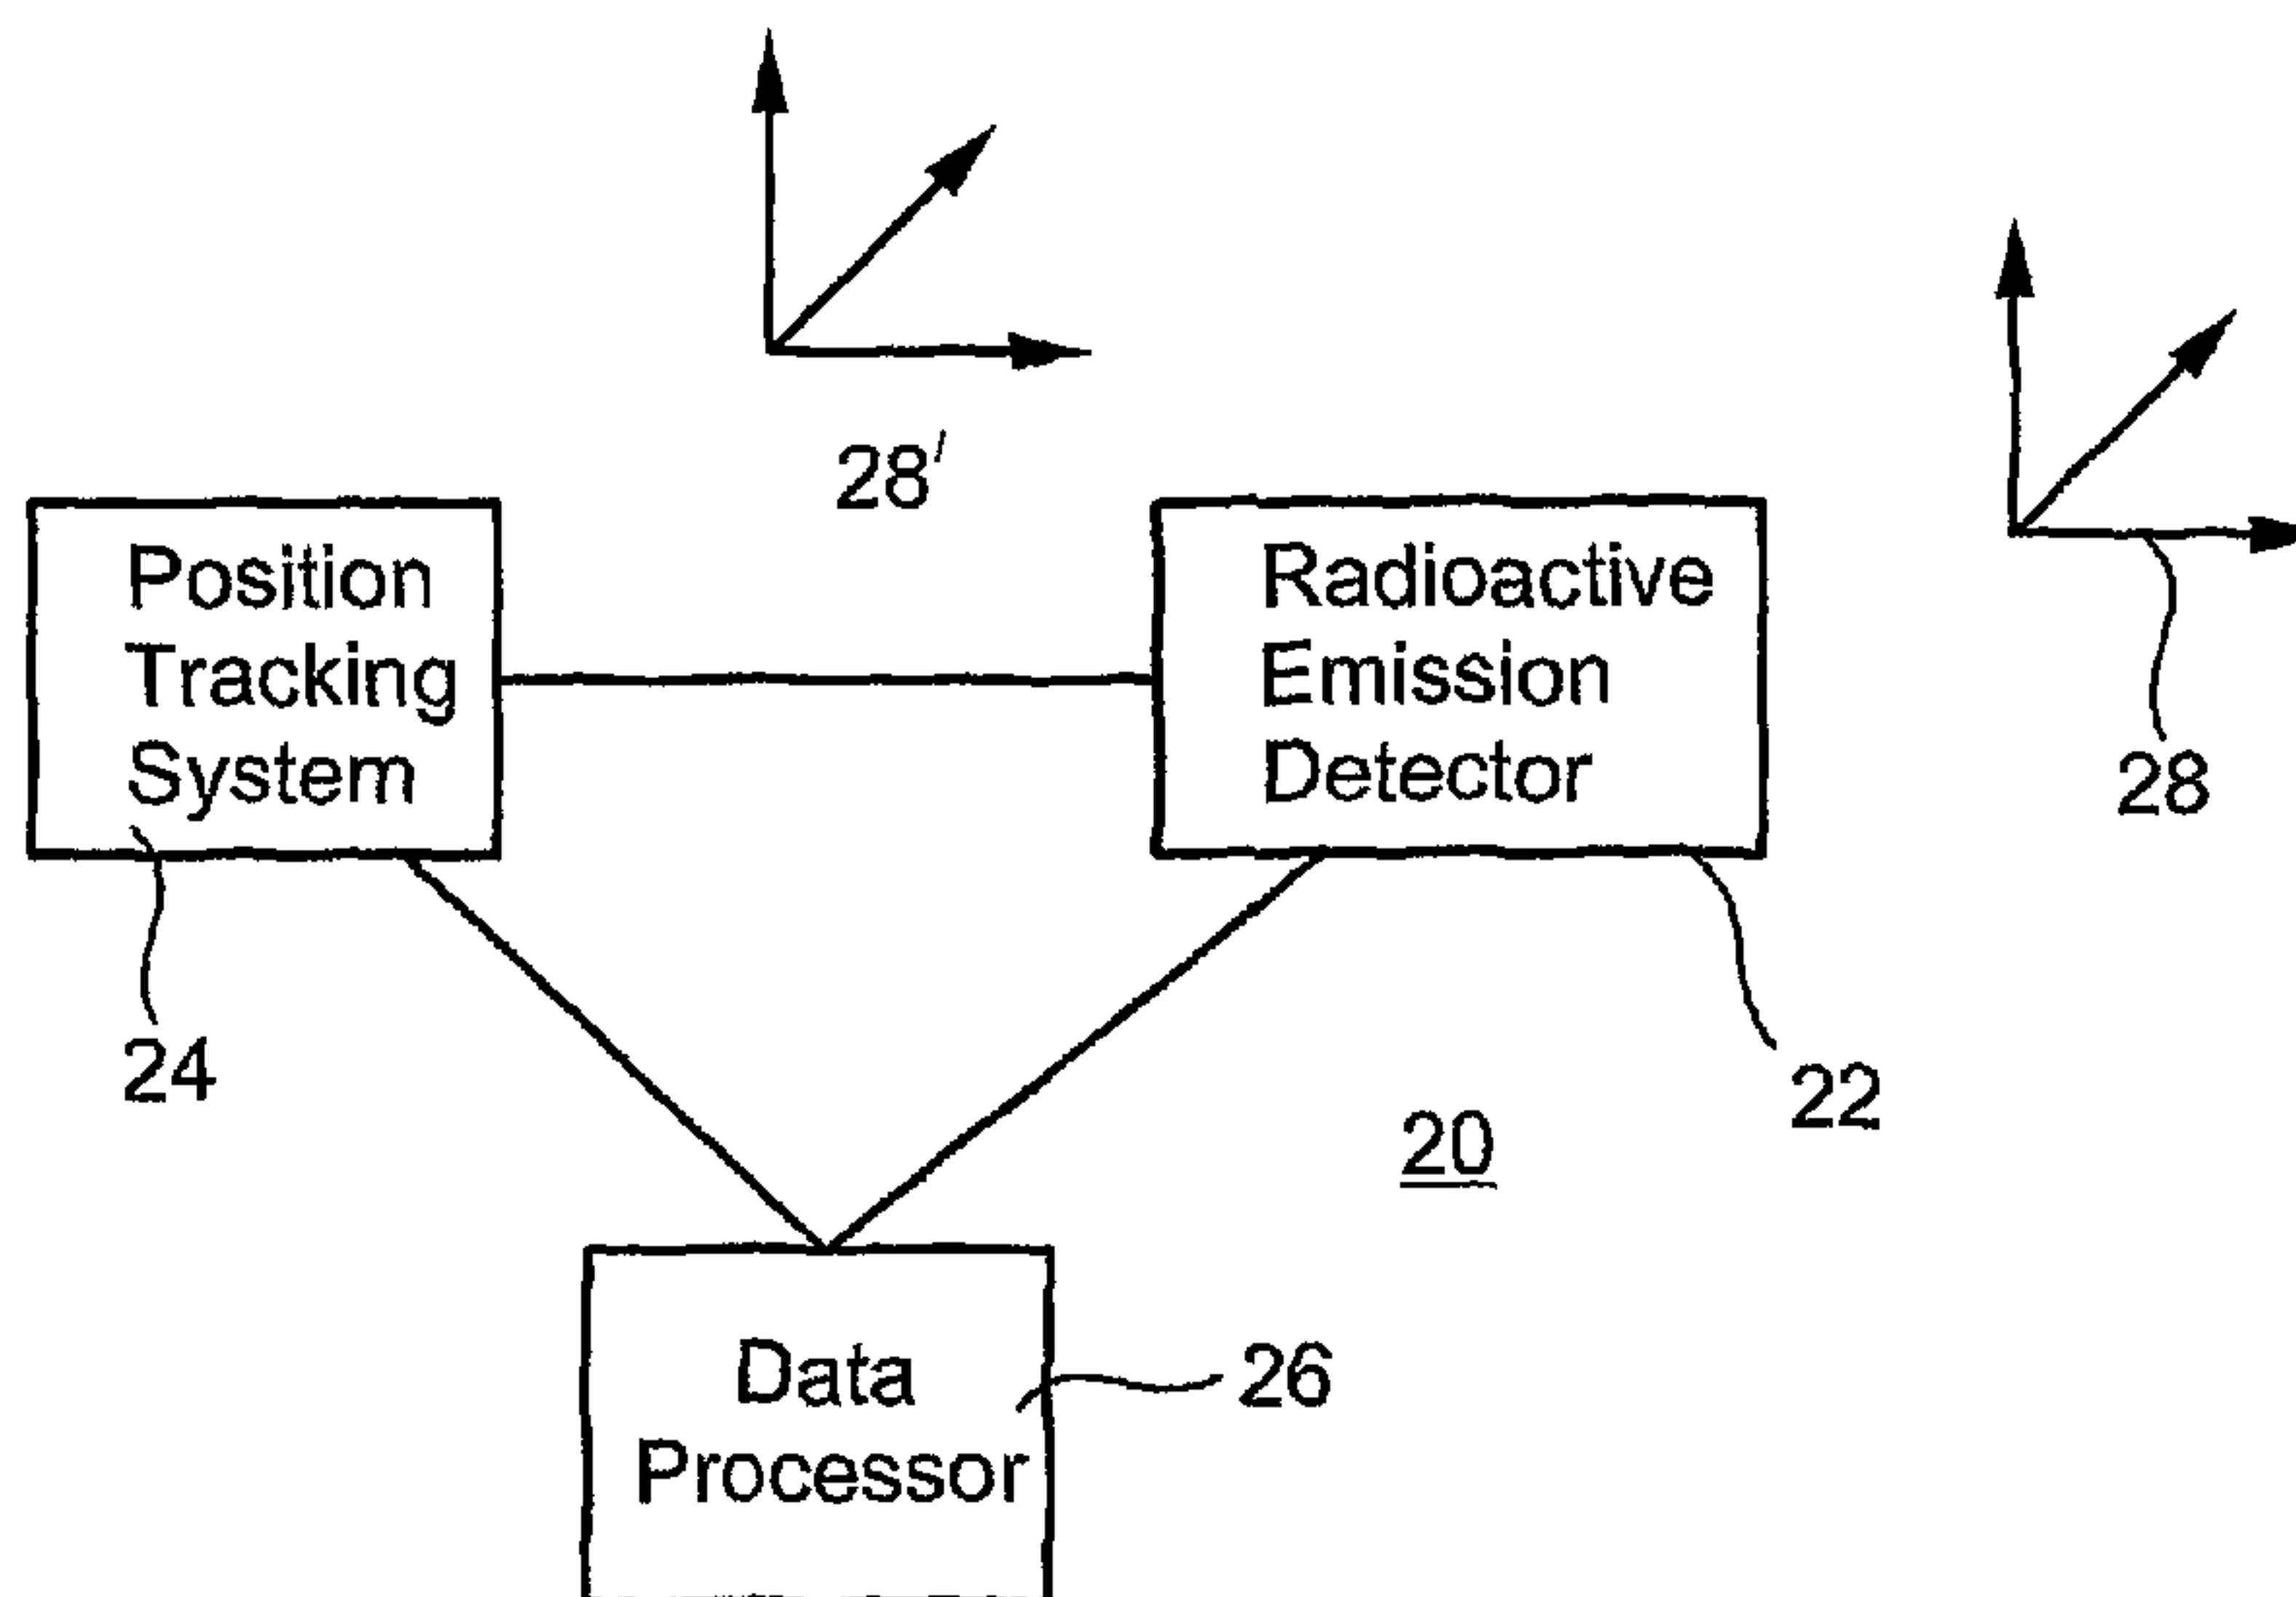 28'
Position
Tracking
System
Radioactive
Emission
Detector
28
24
22
20
Data
Processor
26